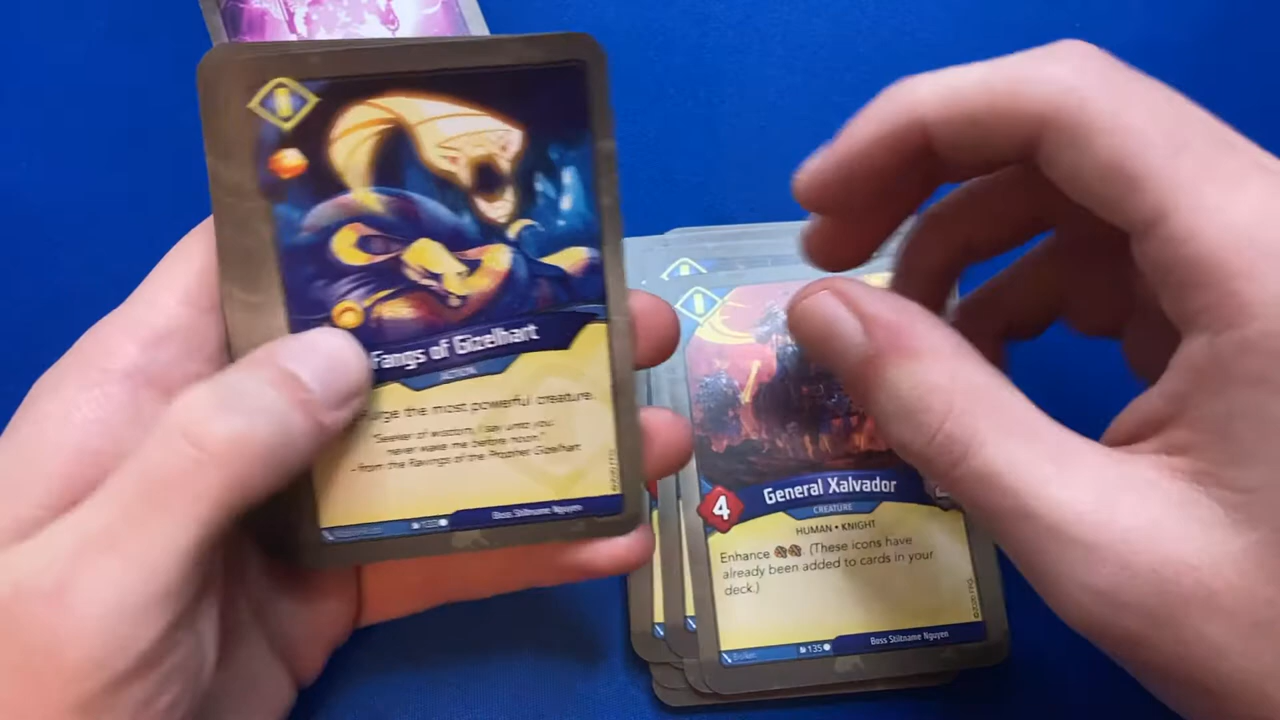 Fangs of Gizelhart
ACTION
the most powerful creature.
"Seeker of wisdom, I say unto you:
never wake me before noon."
-from the Ravings of the Prophet Gizelhart
Boss Stiltname Nguyen
General Xalvador
4
CREATURE
HUMAN • KNIGHT
Enhance . (These icons have
already been added to cards in your
deck.)
©2020 FFG
135
Boss Stiltname Nguyen